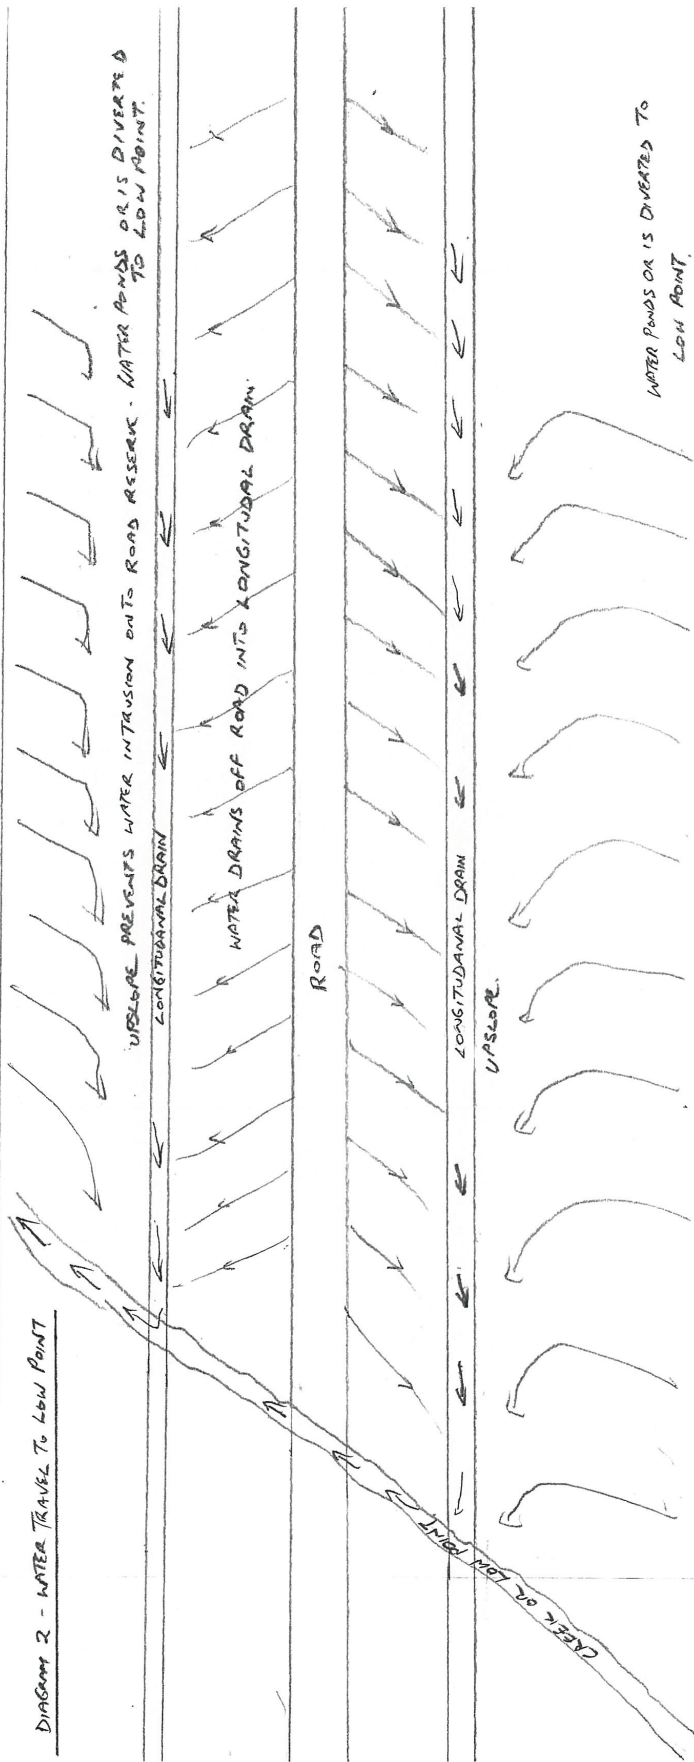 DIAGRAM 2 - WATER TRAVEL TO LOW POINT
UPSLOPE PREVENTS WATER INTRUSION ONTO ROAD RESERVE - WATER PONDS OR IS DIVERTED
TO LOW POINT.
LONGITUDANAL DRAIN
WATER DRAINS OFF ROAD INTO LONGITUDAL DRAIN.
ROAD
LONGITUDANAL DRAIN
UPSLOPE.
CREEK OR LOW POINT
WATER PONDS OR IS DIVERTED TO
LOW POINT.